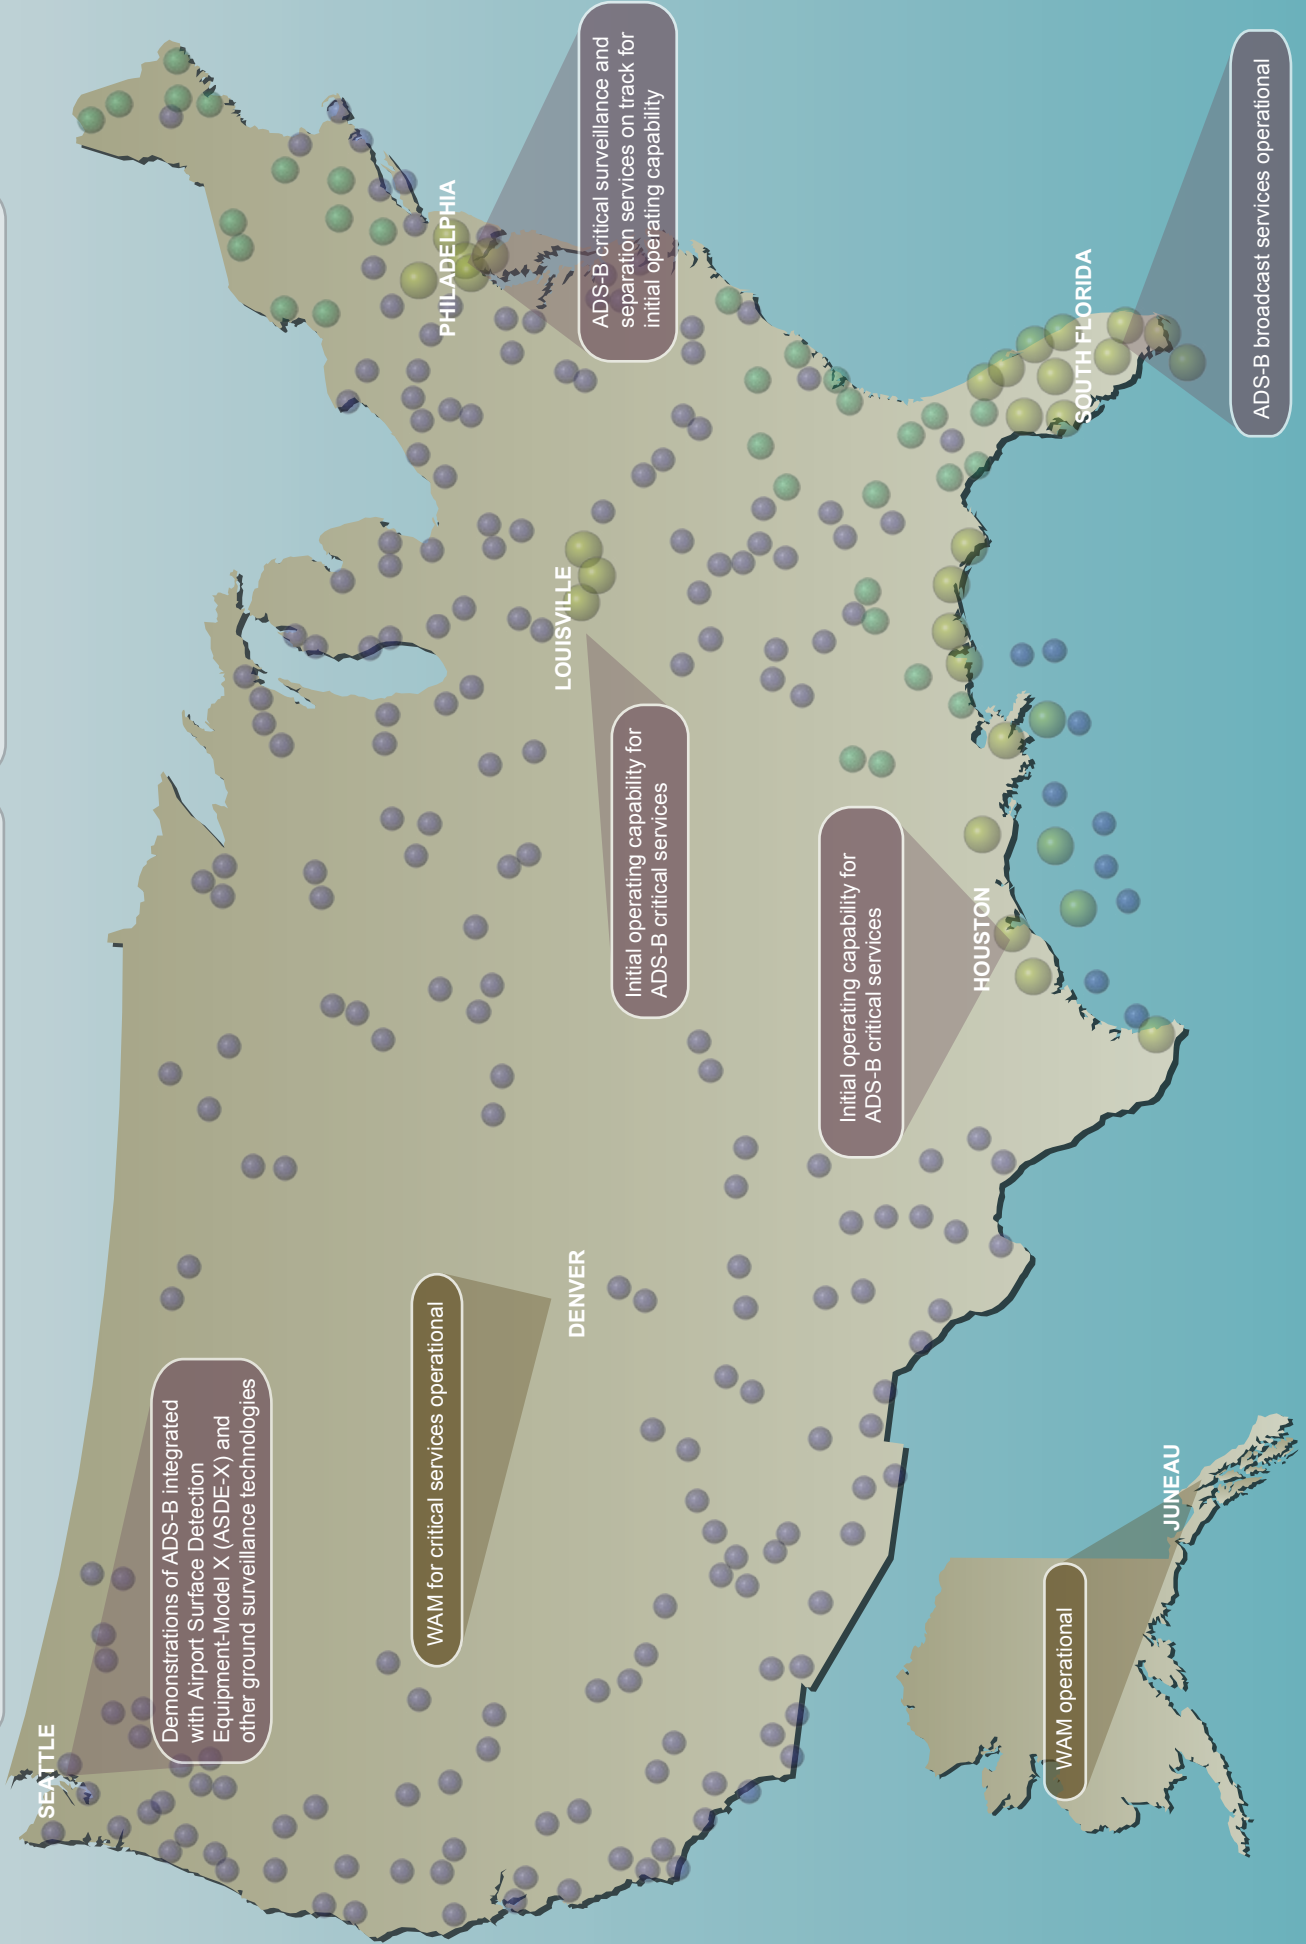 SEATTLE
Demonstrations of ADS-B integrated
with Airport Surface Detection
Equipment-Model X (ASDE-X) and
other ground surveillance technologies
WAM for critical services operational
DENVER
LOUISVILLE
Initial operating capability for
ADS-B critical services
PHILADELPHIA
ADS-B critical surveillance and
separation services on track for
initial operating capability
Initial operating capability for
ADS-B critical services
HOUSTON
SOUTH FLORIDA
ADS-B broadcast services operational
WAM operational
JUNEAU